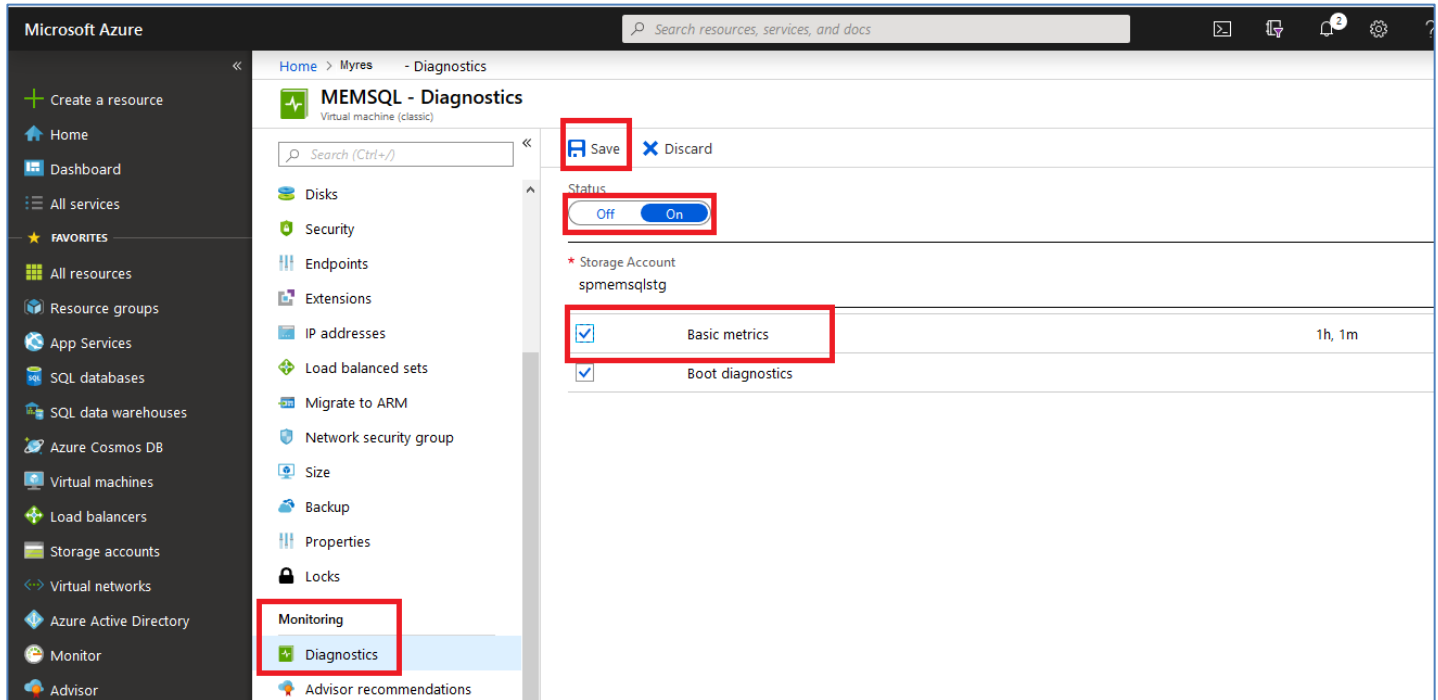 Microsoft Azure
Search resources, services, and docs
2
?
«
Create a resource
Home
Dashboard
All services
FAVORITES
All resources
Resource groups
App Services
SQL databases
SQL data warehouses
Azure Cosmos DB
Virtual machines
Load balancers
Storage accounts
Virtual networks
Azure Active Directory
Monitor
Advisor
Home > Myres - Diagnostics
MEMSQL - Diagnostics
Virtual machine (classic)
Search (Ctrl+/)
«
Disks
Security
Endpoints
Extensions
IP addresses
Load balanced sets
Migrate to ARM
Network security group
Size
Backup
Properties
Locks
Monitoring
Diagnostics
Advisor recommendations
Save Discard
Status
Off On
* Storage Account
spmemsqlstg
Basic metrics 1h, 1m
Boot diagnostics